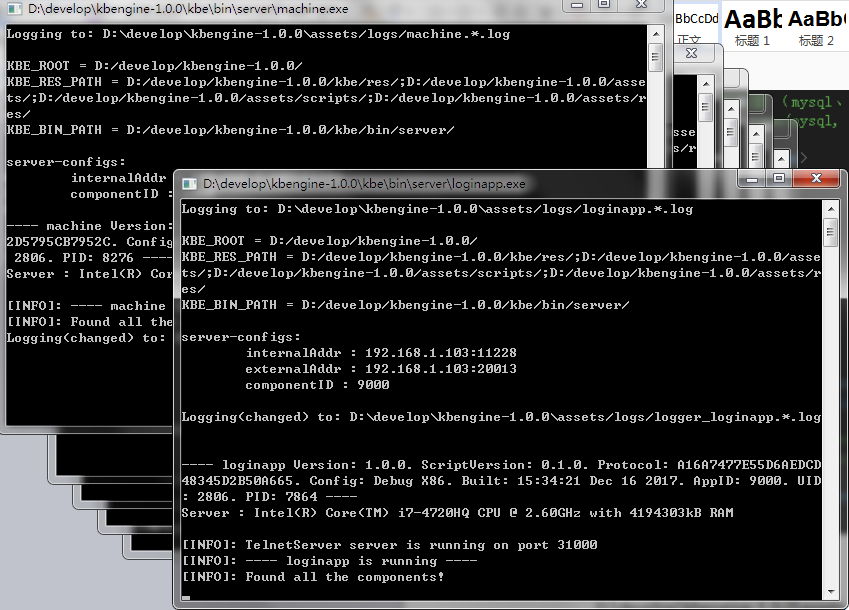 D:\develop\kbengine-1.0.0\kbe\bin\server\machine.exe
Logging to: D:\develop\kbengine-1.0.0\assets/logs/machine.*.log
KBE_ROOT = D:/develop/kbengine-1.0.0/
KBE_RES_PATH = D:/develop/kbengine-1.0.0/kbe/res/;D:/develop/kbengine-1.0.0/asse
ts/;D:/develop/kbengine-1.0.0/assets/scripts/;D:/develop/kbengine-1.0.0/assets/r
es/
KBE_BIN_PATH = D:/develop/kbengine-1.0.0/kbe/bin/server/
server-configs:
internalAddr
componentID :
---- machine Version:
2D5795CB7952C. Config
2806. PID: 8276 ----
Server : Intel(R) Cor
[INFO]: ---- machine
[INFO]: Found all the
Logging(changed) to:
BbCcDd AaBb AaBb
正文 标题 1 标题 2
(mysql、
mysql,
sse
s/r
D:\develop\kbengine-1.0.0\kbe\bin\server\loginapp.exe
Logging to: D:\develop\kbengine-1.0.0\assets/logs/loginapp.*.log
KBE_ROOT = D:/develop/kbengine-1.0.0/
KBE_RES_PATH = D:/develop/kbengine-1.0.0/kbe/res/;D:/develop/kbengine-1.0.0/asse
ts/;D:/develop/kbengine-1.0.0/assets/scripts/;D:/develop/kbengine-1.0.0/assets/r
es/
KBE_BIN_PATH = D:/develop/kbengine-1.0.0/kbe/bin/server/
server-configs:
internalAddr : 192.168.1.103:11228
externalAddr : 192.168.1.103:20013
componentID : 9000
Logging(changed) to: D:\develop\kbengine-1.0.0\assets/logs/logger_loginapp.*.log
---- loginapp Version: 1.0.0. ScriptVersion: 0.1.0. Protocol: A16A7477E55D6AEDCD
48345D2B50A665. Config: Debug X86. Built: 15:34:21 Dec 16 2017. AppID: 9000. UID
: 2806. PID: 7864 ----
Server : Intel(R) Core(TM) i7-4720HQ CPU @ 2.60GHz with 4194303kB RAM
[INFO]: TelnetServer server is running on port 31000
[INFO]: ---- loginapp is running ----
[INFO]: Found all the components!